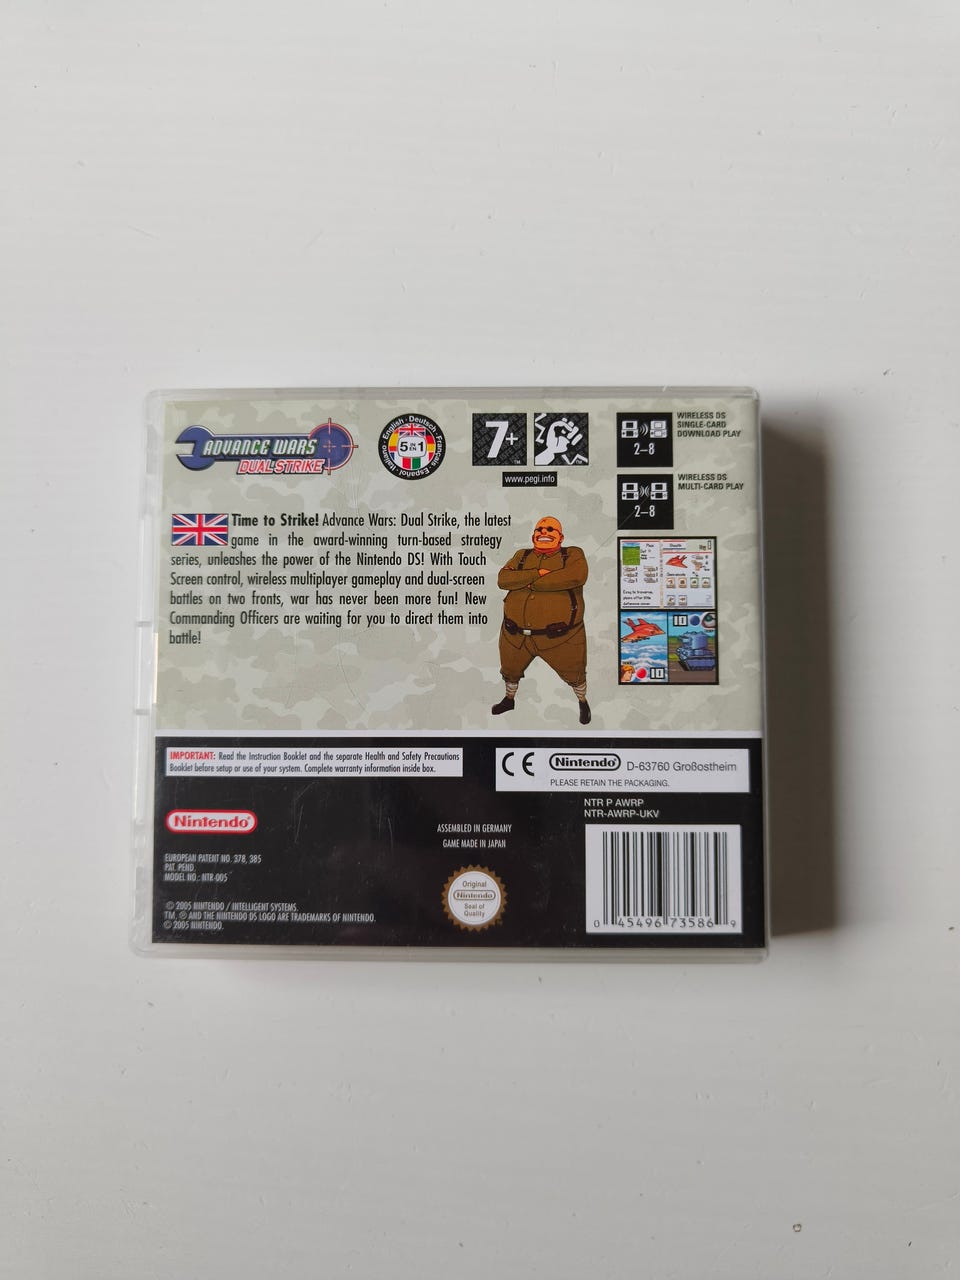 ADVANCE WARS
DUAL STRIKE
English · Deutsch · Français · Español · Italiano
5 IN EN 1
7+
TM
TM
www.pegi.info
WIRELESS DS
SINGLE-CARD
DOWNLOAD PLAY
2–8
WIRELESS DS
MULTI-CARD PLAY
2–8
Time to Strike! Advance Wars: Dual Strike, the latest
game in the award-winning turn-based strategy
series, unleashes the power of the Nintendo DS! With Touch
Screen control, wireless multiplayer gameplay and dual-screen
battles on two fronts, war has never been more fun! New
Commanding Officers are waiting for you to direct them into
battle!
10
10
IMPORTANT: Read the Instruction Booklet and the separate Health and Safety Precautions
Booklet before setup or use of your system. Complete warranty information inside box.
CE Nintendo® D-63760 Großostheim
PLEASE RETAIN THE PACKAGING.
NTR P AWRP
NTR-AWRP-UKV
Nintendo®
ASSEMBLED IN GERMANY
GAME MADE IN JAPAN
EUROPEAN PATENT NO. 378, 385
PAT. PEND.
MODEL NO.: NTR-005
Original
Nintendo
Seal of
Quality
© 2005 NINTENDO / INTELLIGENT SYSTEMS.
TM, ® AND THE NINTENDO DS LOGO ARE TRADEMARKS OF NINTENDO.
© 2005 NINTENDO.
0 45496 73586 9